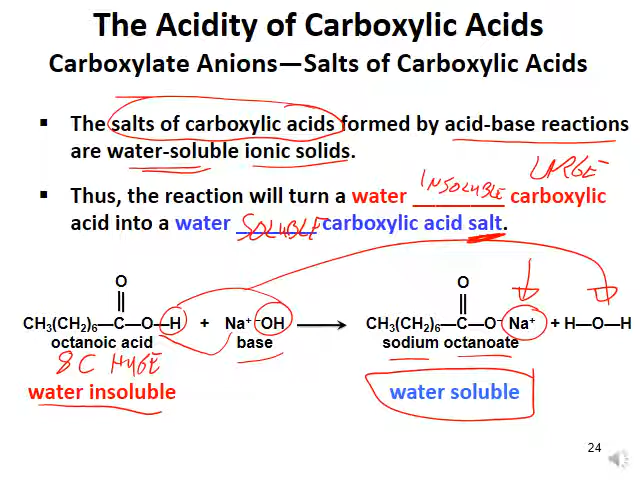 The Acidity of Carboxylic Acids
Carboxylate Anions—Salts of Carboxylic Acids
▪ The salts of carboxylic acids formed by acid-base reactions
are water-soluble ionic solids.
LARGE
▪ Thus, the reaction will turn a water INSOLUBLE carboxylic
acid into a water SOLUBLE carboxylic acid salt.
O O
CH₃(CH₂)₆—C—O—H + Na⁺ ⁻OH CH₃(CH₂)₆—C—O⁻ Na⁺ + H—O—H
octanoic acid base sodium octanoate
8C HUGE
water insoluble water soluble
24